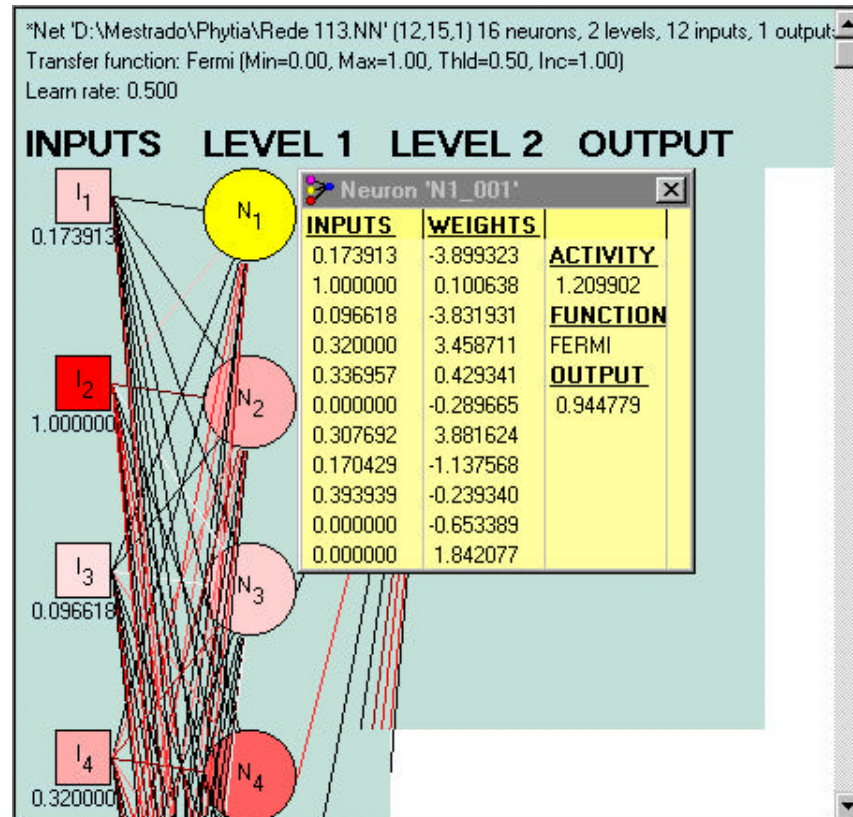 *Net 'D:\Mestrado\Phytia\Rede 113.NN' (12,15,1) 16 neurons, 2 levels, 12 inputs, 1 output
Transfer function: Fermi (Min=0.00, Max=1.00, Thld=0.50, Inc=1.00)
Learn rate: 0.500
INPUTS LEVEL 1 LEVEL 2 OUTPUT
I1
0.173913
N1
I2
1.000000
N2
I3
0.096618
N3
I4
0.320000
N4
Neuron 'N1_001'
INPUTS WEIGHTS
0.173913 -3.899323 ACTIVITY
1.000000 0.100638 1.209902
0.096618 -3.831931 FUNCTION
0.320000 3.458711 FERMI
0.336957 0.429341 OUTPUT
0.000000 -0.289665 0.944779
0.307692 3.881624
0.170429 -1.137568
0.393939 -0.239340
0.000000 -0.653389
0.000000 1.842077